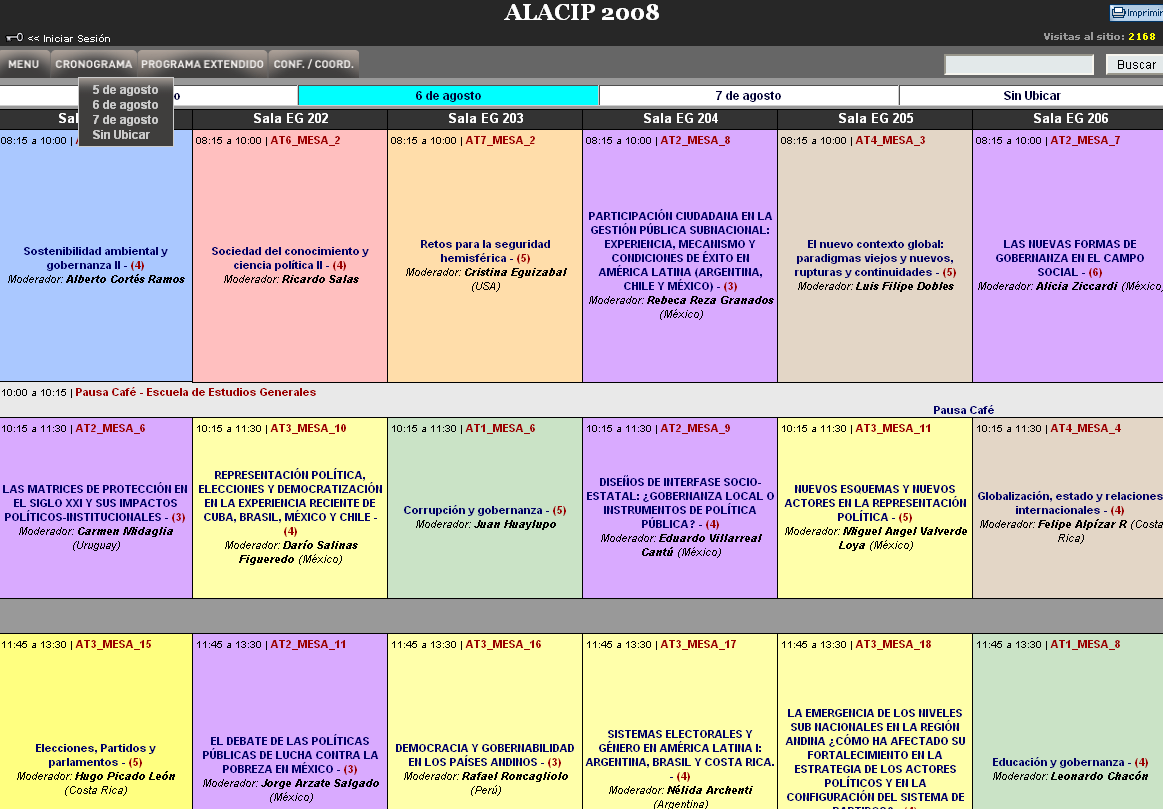 ALACIP 2008
Imprimir
<< Iniciar Sesión
Visitas al sitio: 2168
MENU CRONOGRAMA PROGRAMA EXTENDIDO CONF. / COORD.
Buscar
5 de agosto
6 de agosto
7 de agosto
Sin Ubicar
o 6 de agosto 7 de agosto Sin Ubicar
Sal Sala EG 202 Sala EG 203 Sala EG 204 Sala EG 205 Sala EG 206
08:15 a 10:00 |
Sostenibilidad ambiental y
gobernanza II - (4)
Moderador: Alberto Cortés Ramos
08:15 a 10:00 | AT6_MESA_2
Sociedad del conocimiento y
ciencia política II - (4)
Moderador: Ricardo Salas
08:15 a 10:00 | AT7_MESA_2
Retos para la seguridad
hemisférica - (5)
Moderador: Cristina Eguizabal
(USA)
08:15 a 10:00 | AT2_MESA_8
PARTICIPACIÓN CIUDADANA EN LA
GESTIÓN PÚBLICA SUBNACIONAL:
EXPERIENCIA, MECANISMO Y
CONDICIONES DE ÉXITO EN
AMÉRICA LATINA (ARGENTINA,
CHILE Y MÉXICO) - (3)
Moderador: Rebeca Reza Granados
(México)
08:15 a 10:00 | AT4_MESA_3
El nuevo contexto global:
paradigmas viejos y nuevos,
rupturas y continuidades - (5)
Moderador: Luis Filipe Dobles
08:15 a 10:00 | AT2_MESA_7
LAS NUEVAS FORMAS DE
GOBERNANZA EN EL CAMPO
SOCIAL - (6)
Moderador: Alicia Ziccardi (México)
10:00 a 10:15 | Pausa Café - Escuela de Estudios Generales
Pausa Café
10:15 a 11:30 | AT2_MESA_6
LAS MATRICES DE PROTECCIÓN EN
EL SIGLO XXI Y SUS IMPACTOS
POLÍTICOS-INSTITUCIONALES - (3)
Moderador: Carmen Midaglia
(Uruguay)
10:15 a 11:30 | AT3_MESA_10
REPRESENTACIÓN POLÍTICA,
ELECCIONES Y DEMOCRATIZACIÓN
EN LA EXPERIENCIA RECIENTE DE
CUBA, BRASIL, MÉXICO Y CHILE -
(4)
Moderador: Darío Salinas
Figueredo (México)
10:15 a 11:30 | AT1_MESA_6
Corrupción y gobernanza - (5)
Moderador: Juan Huaylupo
10:15 a 11:30 | AT2_MESA_9
DISEÑOS DE INTERFASE SOCIO-
ESTATAL: ¿GOBERNANZA LOCAL O
INSTRUMENTOS DE POLÍTICA
PÚBLICA? - (4)
Moderador: Eduardo Villarreal
Cantú (México)
10:15 a 11:30 | AT3_MESA_11
NUEVOS ESQUEMAS Y NUEVOS
ACTORES EN LA REPRESENTACIÓN
POLÍTICA - (5)
Moderador: Miguel Angel Valverde
Loya (México)
10:15 a 11:30 | AT4_MESA_4
Globalización, estado y relaciones
internacionales - (4)
Moderador: Felipe Alpízar R (Costa
Rica)
11:45 a 13:30 | AT3_MESA_15
Elecciones, Partidos y
parlamentos - (5)
Moderador: Hugo Picado León
(Costa Rica)
11:45 a 13:30 | AT2_MESA_11
EL DEBATE DE LAS POLÍTICAS
PÚBLICAS DE LUCHA CONTRA LA
POBREZA EN MÉXICO - (3)
Moderador: Jorge Arzate Salgado
(México)
11:45 a 13:30 | AT3_MESA_16
DEMOCRACIA Y GOBERNABILIDAD
EN LOS PAÍSES ANDINOS - (3)
Moderador: Rafael Roncagliolo
(Perú)
11:45 a 13:30 | AT3_MESA_17
SISTEMAS ELECTORALES Y
GÉNERO EN AMÉRICA LATINA I:
ARGENTINA, BRASIL Y COSTA RICA.
- (4)
Moderador: Nélida Archenti
(Argentina)
11:45 a 13:30 | AT3_MESA_18
LA EMERGENCIA DE LOS NIVELES
SUB NACIONALES EN LA REGIÓN
ANDINA ¿CÓMO HA AFECTADO SU
FORTALECIMIENTO EN LA
ESTRATEGIA DE LOS ACTORES
POLÍTICOS Y EN LA
CONFIGURACIÓN DEL SISTEMA DE
11:45 a 13:30 | AT1_MESA_8
Educación y gobernanza - (4)
Moderador: Leonardo Chacón